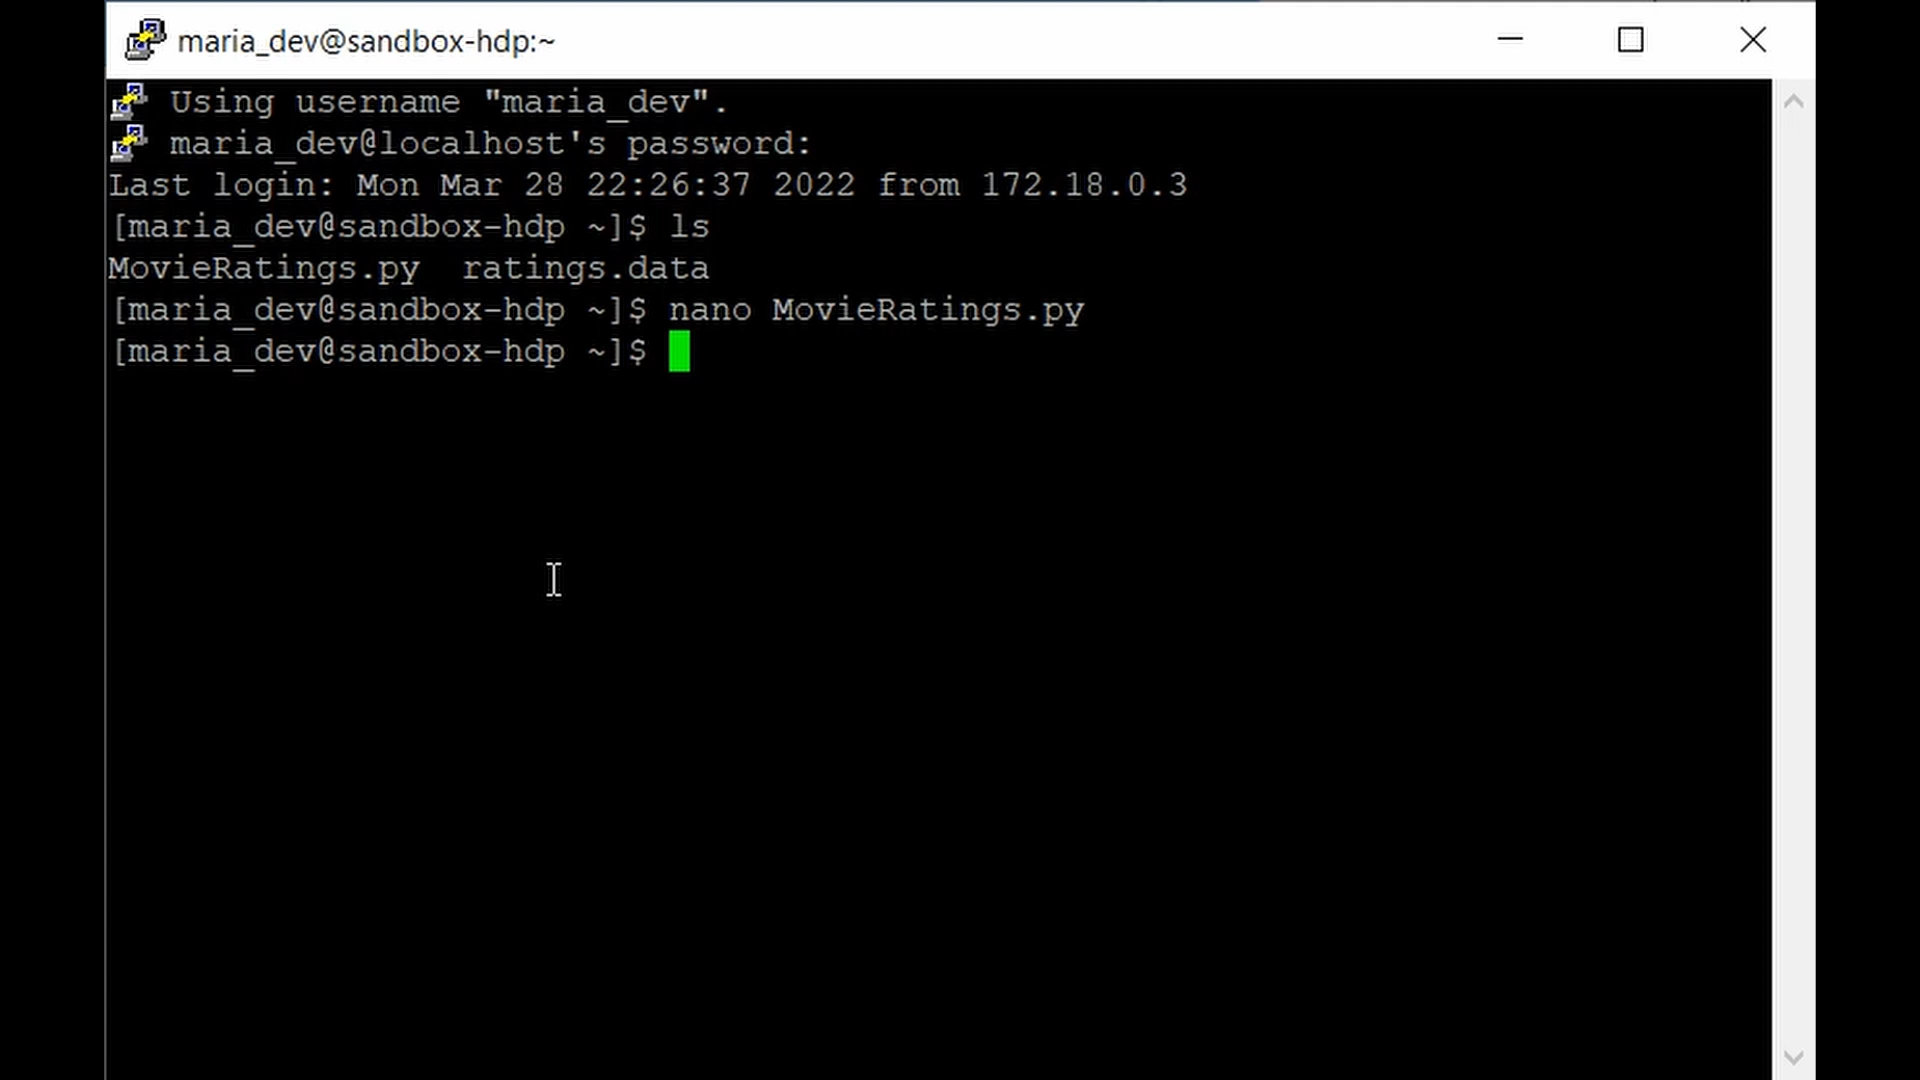 maria_dev@sandbox-hdp:~
Using username "maria_dev".
maria_dev@localhost's password:
Last login: Mon Mar 28 22:26:37 2022 from 172.18.0.3
[maria_dev@sandbox-hdp ~]$ ls
MovieRatings.py  ratings.data
[maria_dev@sandbox-hdp ~]$ nano MovieRatings.py
[maria_dev@sandbox-hdp ~]$